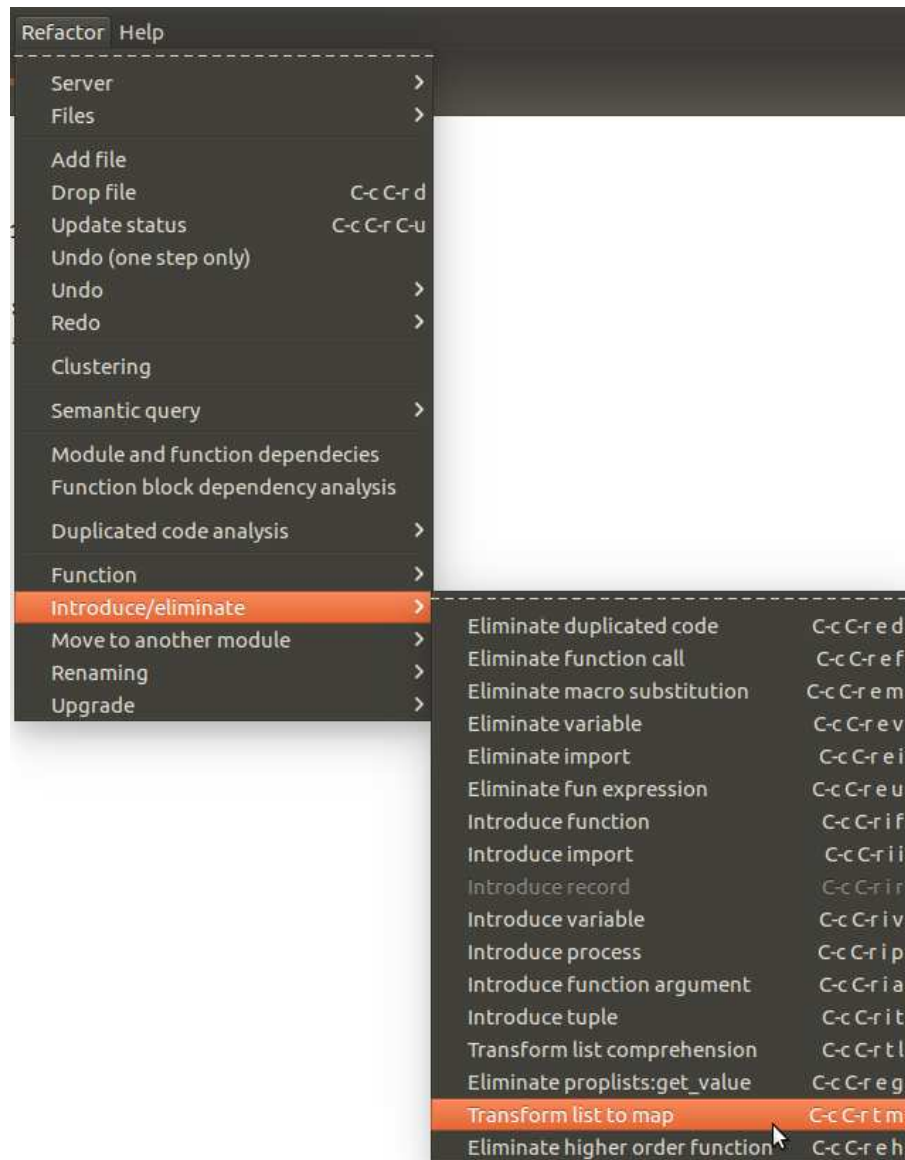 Refactor Help
Server
Files
Add file
Drop file C-c C-r d
Update status C-c C-r C-u
Undo (one step only)
Undo
Redo
Clustering
Semantic query
Module and function dependecies
Function block dependency analysis
Duplicated code analysis
Function
Introduce/eliminate
Move to another module
Renaming
Upgrade
Eliminate duplicated code C-c C-r e d
Eliminate function call C-c C-r e f
Eliminate macro substitution C-c C-r e m
Eliminate variable C-c C-r e v
Eliminate import C-c C-r e i
Eliminate fun expression C-c C-r e u
Introduce function C-c C-r i f
Introduce import C-c C-r i i
Introduce record C-c C-r i r
Introduce variable C-c C-r i v
Introduce process C-c C-r i p
Introduce function argument C-c C-r i a
Introduce tuple C-c C-r i t
Transform list comprehension C-c C-r t l
Eliminate proplists:get_value C-c C-r e g
Transform list to map C-c C-r t m
Eliminate higher order function C-c C-r e h